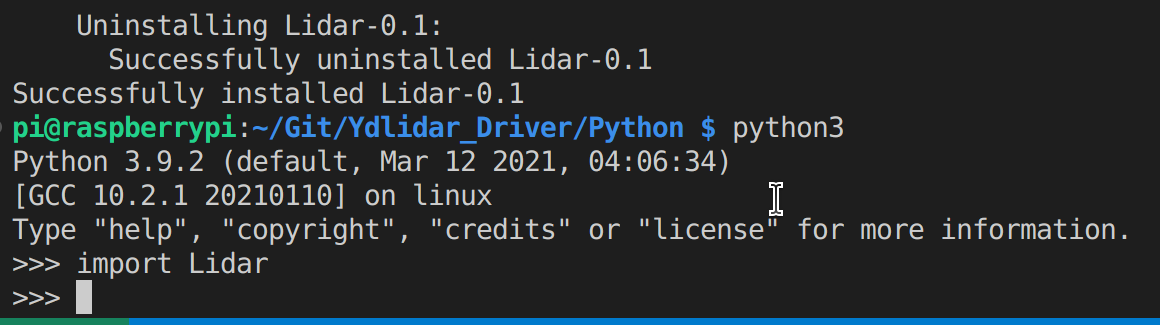 Uninstalling Lidar-0.1:
Successfully uninstalled Lidar-0.1
Successfully installed Lidar-0.1
pi@raspberrypi:~/Git/Ydlidar_Driver/Python $ python3
Python 3.9.2 (default, Mar 12 2021, 04:06:34)
[GCC 10.2.1 20210110] on linux
Type "help", "copyright", "credits" or "license" for more information.
>>> import Lidar
>>>